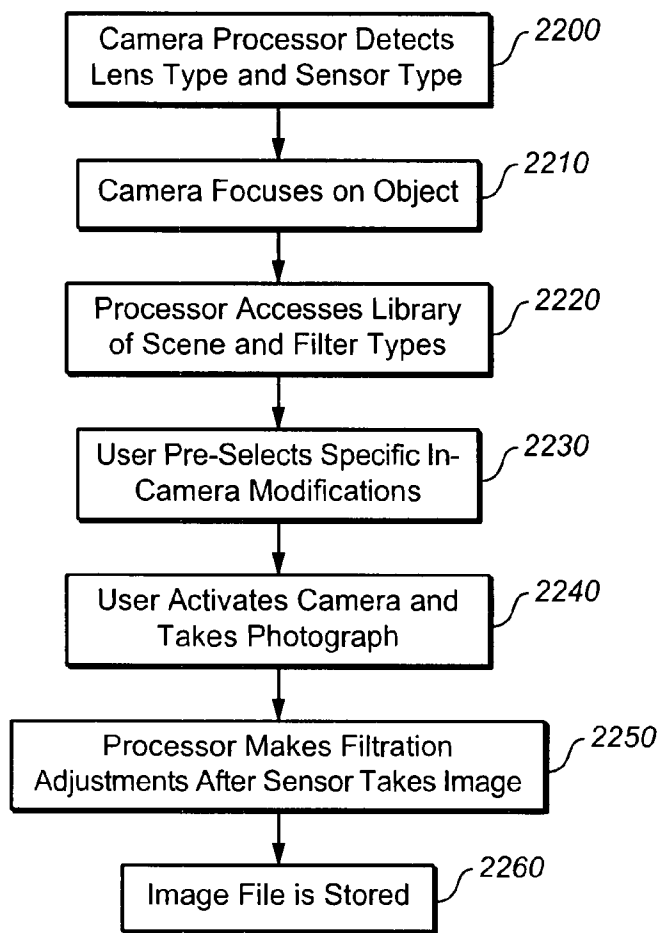 Camera Processor Detects
Lens Type and Sensor Type
2200
Camera Focuses on Object
2210
Processor Accesses Library
of Scene and Filter Types
2220
User Pre-Selects Specific In-
Camera Modifications
2230
User Activates Camera and
Takes Photograph
2240
Processor Makes Filtration
Adjustments After Sensor Takes Image
2250
Image File is Stored
2260